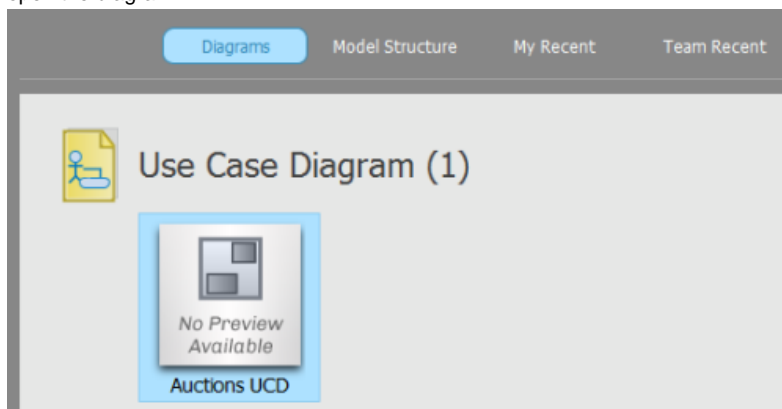 Diagrams Model Structure My Recent Team Recent
Use Case Diagram (1)
No Preview
Available
Auctions UCD